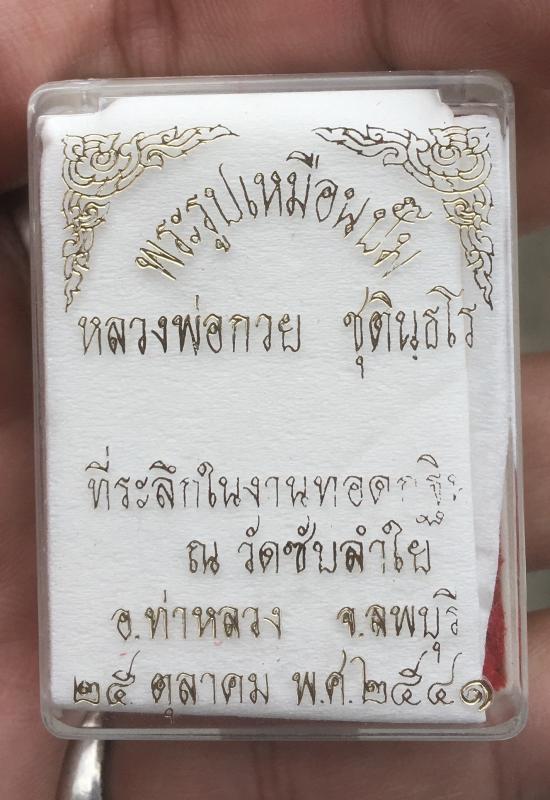 พระรูปเหมือนปั๊ม
หลวงพ่อกวย ชุตินฺธโร
ที่ระลึกในงานทอดกฐิน
ณ วัดซับลำใย
อ.ท่าหลวง จ.ลพบุรี
๒๕ ตุลาคม พ.ศ.๒๕๔๑